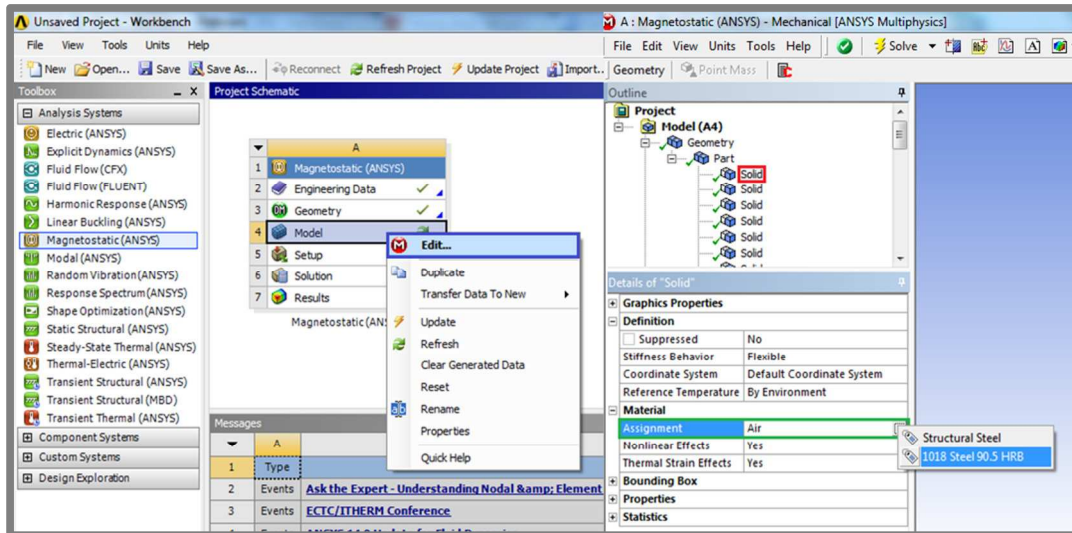 Unsaved Project - Workbench
File View Tools Units Help
New Open... Save Save As... Reconnect Refresh Project Update Project Import...
Toolbox
Analysis Systems
Electric (ANSYS)
Explicit Dynamics (ANSYS)
Fluid Flow (CFX)
Fluid Flow (FLUENT)
Harmonic Response (ANSYS)
Linear Buckling (ANSYS)
Magnetostatic (ANSYS)
Modal (ANSYS)
Random Vibration (ANSYS)
Response Spectrum (ANSYS)
Shape Optimization (ANSYS)
Static Structural (ANSYS)
Steady-State Thermal (ANSYS)
Thermal-Electric (ANSYS)
Transient Structural (ANSYS)
Transient Structural (MBD)
Transient Thermal (ANSYS)
Component Systems
Custom Systems
Design Exploration
Project Schematic
A
1 Magnetostatic (ANSYS)
2 Engineering Data
3 Geometry
4 Model
5 Setup
6 Solution
7 Results
Magnetostatic (ANS
Edit...
Duplicate
Transfer Data To New
Update
Refresh
Clear Generated Data
Reset
Rename
Properties
Quick Help
Messages
A
1 Type
2 Events Ask the Expert - Understanding Nodal &amp; Element
3 Events ECTC/ITHERM Conference
A : Magnetostatic (ANSYS) - Mechanical [ANSYS Multiphysics]
File Edit View Units Tools Help Solve
Geometry Point Mass
Outline
Project
Model (A4)
Geometry
Part
Solid
Solid
Solid
Solid
Solid
Solid
Details of "Solid"
Graphics Properties
Definition
Suppressed No
Stiffness Behavior Flexible
Coordinate System Default Coordinate System
Reference Temperature By Environment
Material
Assignment Air
Nonlinear Effects Yes
Thermal Strain Effects Yes
Bounding Box
Properties
Statistics
Structural Steel
1018 Steel 90.5 HRB